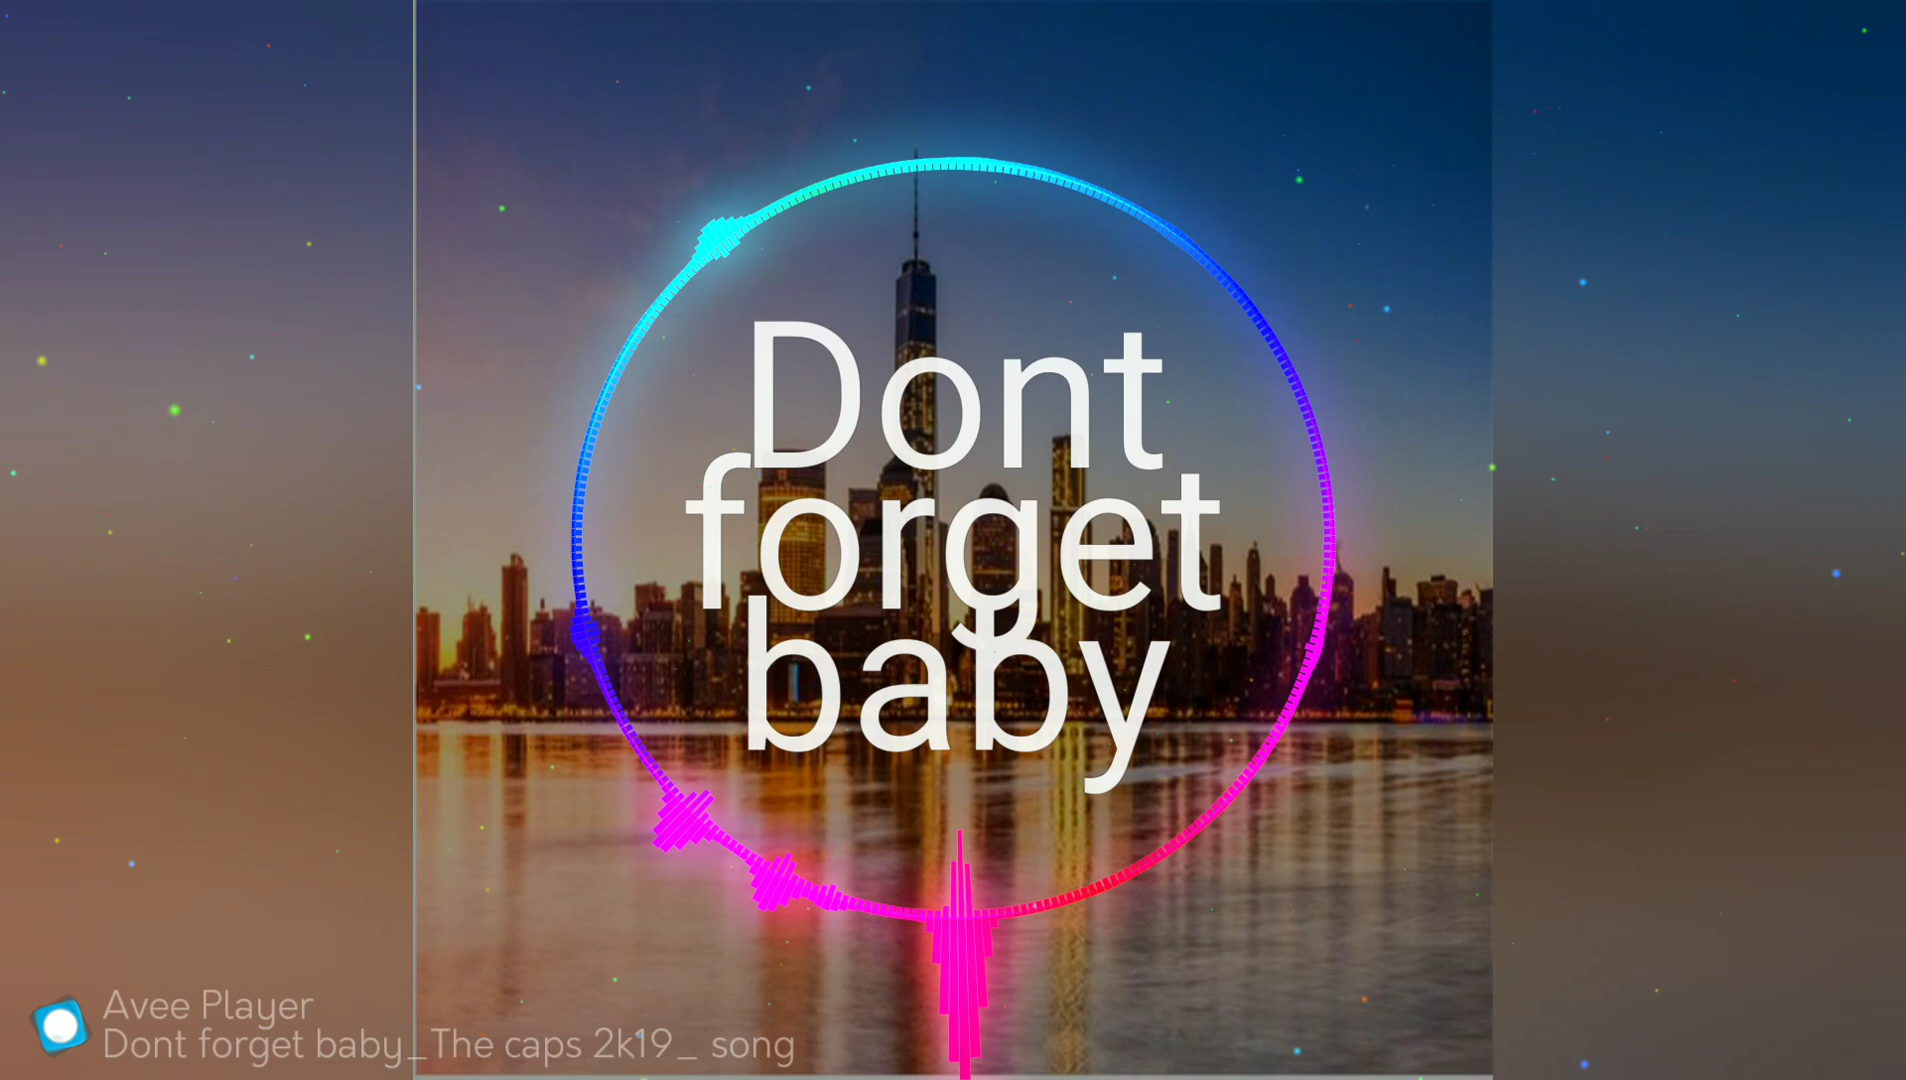 Dont
forget
baby
Avee Player
Dont forget baby_The caps 2k19_ song